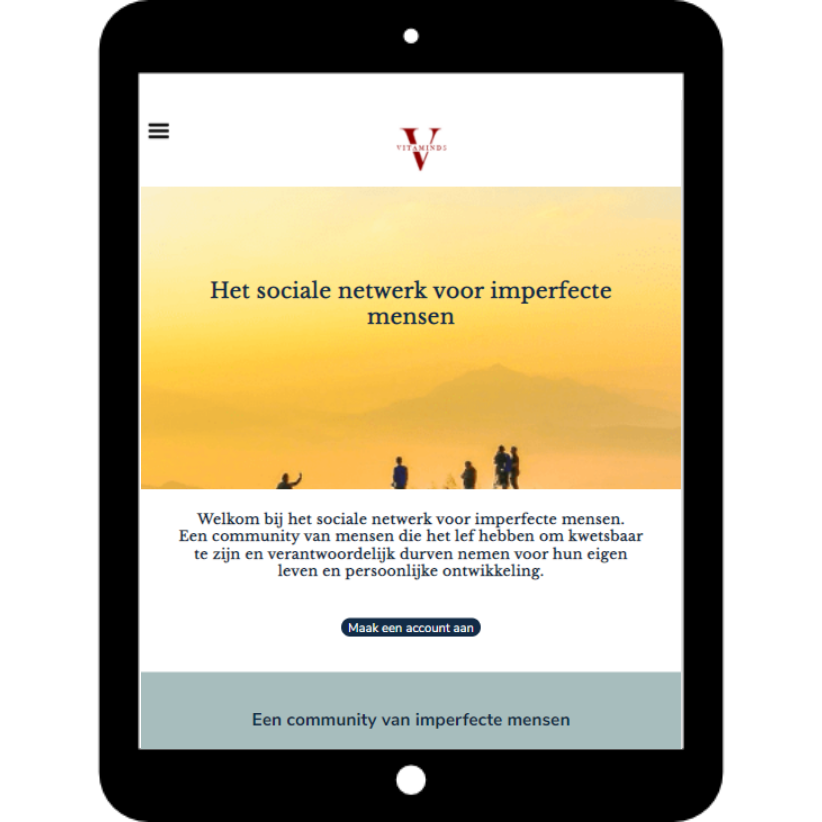 VITAMINDS
Het sociale netwerk voor imperfecte
mensen
Welkom bij het sociale netwerk voor imperfecte mensen.
Een community van mensen die het lef hebben om kwetsbaar
te zijn en verantwoordelijk durven nemen voor hun eigen
leven en persoonlijke ontwikkeling.
Maak een account aan
Een community van imperfecte mensen